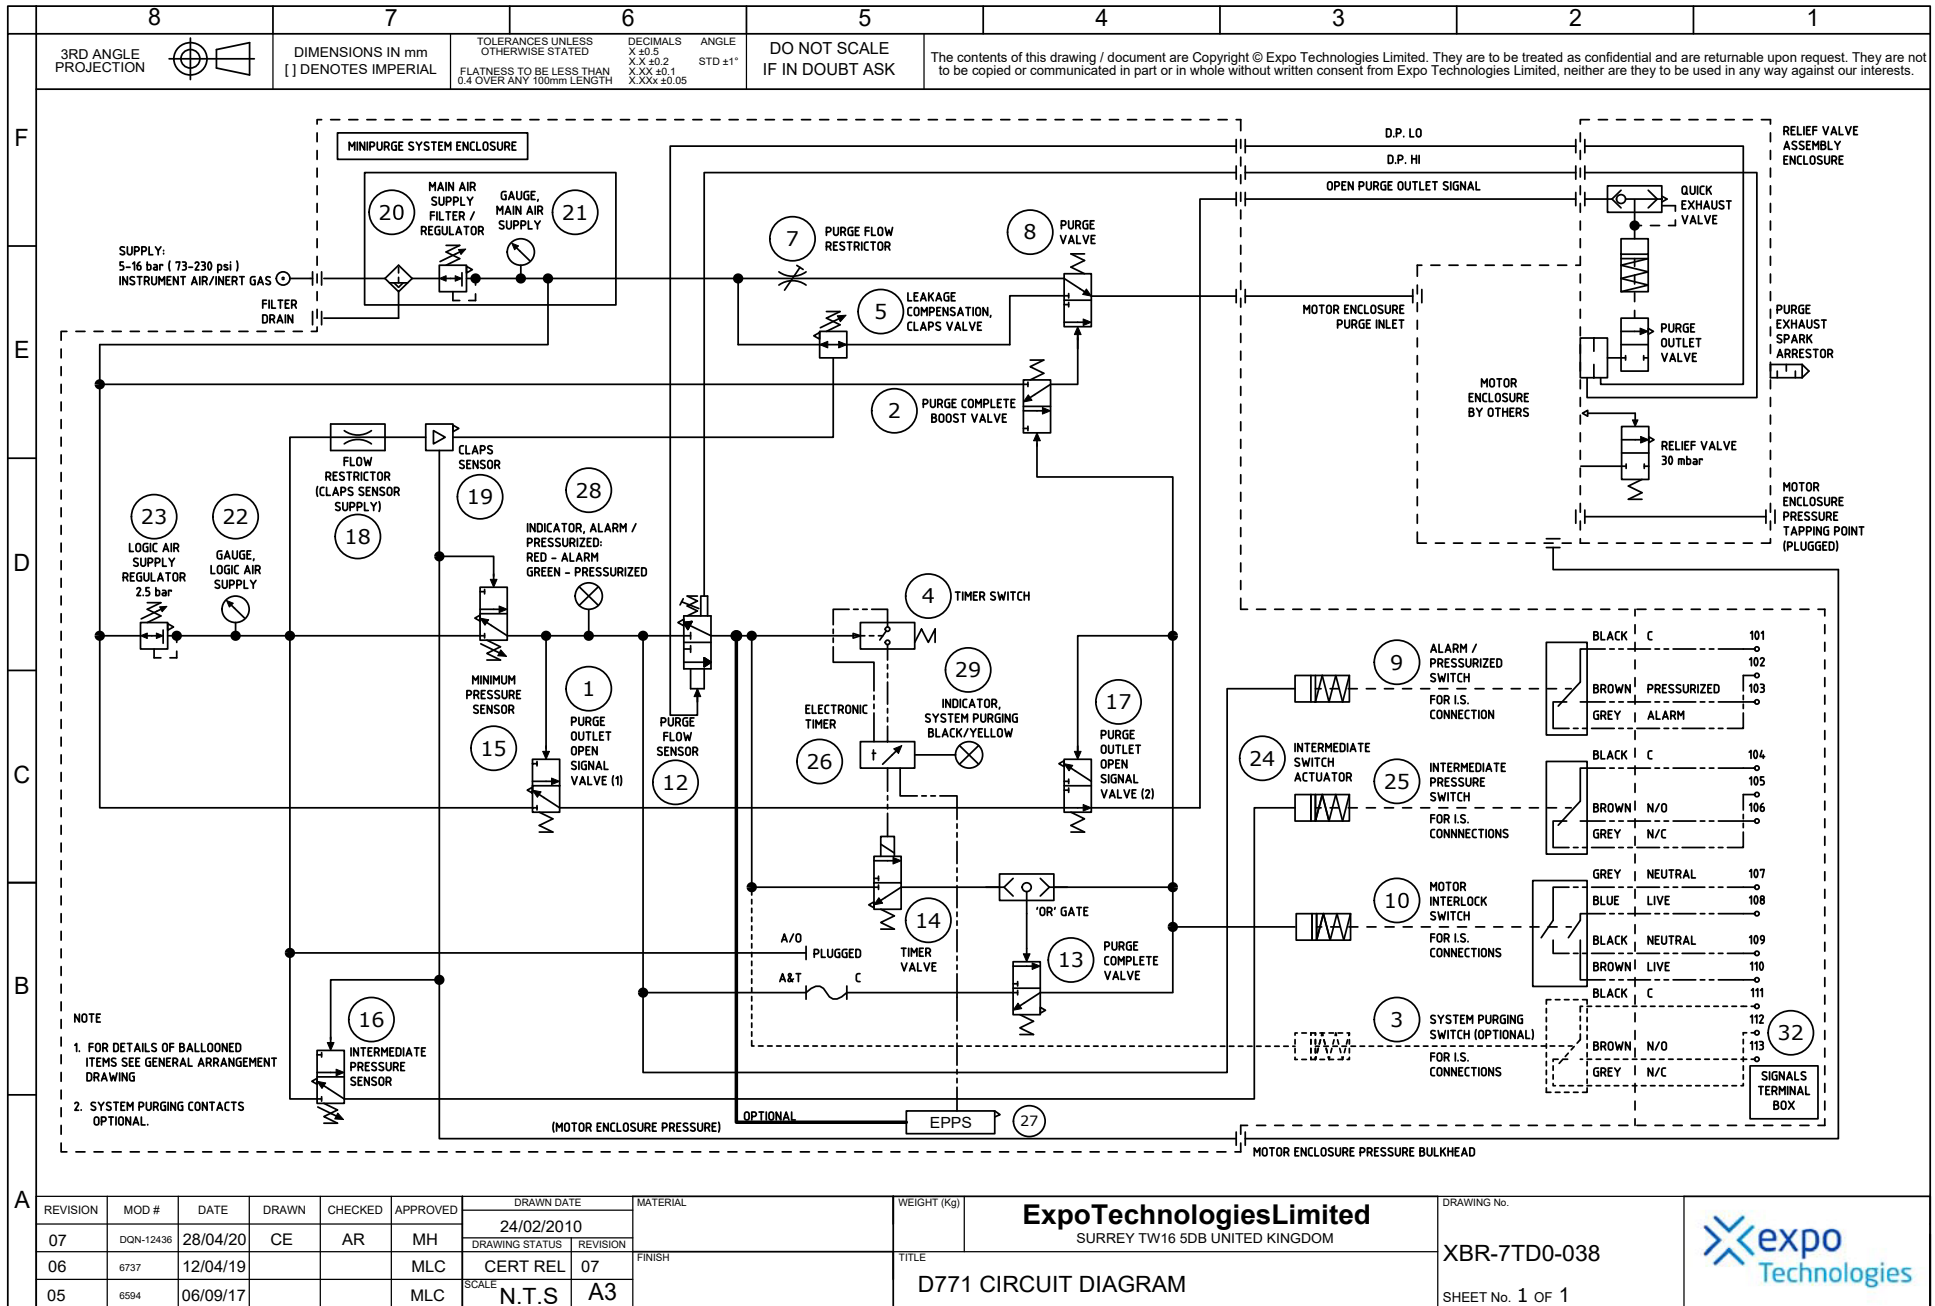 8 7 6 5 4 3 2 1
3RD ANGLE
PROJECTION
DIMENSIONS IN mm
[ ] DENOTES IMPERIAL
TOLERANCES UNLESS
OTHERWISE STATED
FLATNESS TO BE LESS THAN
0.4 OVER ANY 100mm LENGTH
DECIMALS
X ±0.5
X.X ±0.2
X.XX ±0.1
X.XXx ±0.05
ANGLE
STD ±1°
DO NOT SCALE
IF IN DOUBT ASK
The contents of this drawing / document are Copyright © Expo Technologies Limited. They are to be treated as confidential and are returnable upon request. They are not
to be copied or communicated in part or in whole without written consent from Expo Technologies Limited, neither are they to be used in any way against our interests.
F
E
D
C
B
A
MINIPURGE SYSTEM ENCLOSURE
20
MAIN AIR
SUPPLY
FILTER /
REGULATOR
GAUGE,
MAIN AIR
SUPPLY
21
SUPPLY:
5-16 bar ( 73-230 psi )
INSTRUMENT AIR/INERT GAS
FILTER
DRAIN
7
PURGE FLOW
RESTRICTOR
8
PURGE
VALVE
5
LEAKAGE
COMPENSATION,
CLAPS VALVE
2
PURGE COMPLETE
BOOST VALVE
D.P. LO
D.P. HI
OPEN PURGE OUTLET SIGNAL
RELIEF VALVE
ASSEMBLY
ENCLOSURE
QUICK
EXHAUST
VALVE
MOTOR ENCLOSURE
PURGE INLET
PURGE
OUTLET
VALVE
PURGE
EXHAUST
SPARK
ARRESTOR
MOTOR
ENCLOSURE
BY OTHERS
RELIEF VALVE
30 mbar
MOTOR
ENCLOSURE
PRESSURE
TAPPING POINT
(PLUGGED)
FLOW
RESTRICTOR
(CLAPS SENSOR
SUPPLY)
18
CLAPS
SENSOR
19
28
INDICATOR, ALARM /
PRESSURIZED:
RED - ALARM
GREEN - PRESSURIZED
23
LOGIC AIR
SUPPLY
REGULATOR
2.5 bar
22
GAUGE,
LOGIC AIR
SUPPLY
MINIMUM
PRESSURE
SENSOR
15
1
PURGE
OUTLET
OPEN
SIGNAL
VALVE (1)
PURGE
FLOW
SENSOR
12
4
TIMER SWITCH
29
INDICATOR,
SYSTEM PURGING
BLACK/YELLOW
ELECTRONIC
TIMER
26
t
17
PURGE
OUTLET
OPEN
SIGNAL
VALVE (2)
14
TIMER
VALVE
'OR' GATE
13
PURGE
COMPLETE
VALVE
A/O
PLUGGED
A&T
C
16
INTERMEDIATE
PRESSURE
SENSOR
NOTE
1. FOR DETAILS OF BALLOONED
ITEMS SEE GENERAL ARRANGEMENT
DRAWING
2. SYSTEM PURGING CONTACTS
OPTIONAL.
(MOTOR ENCLOSURE PRESSURE)
OPTIONAL
EPPS
27
MOTOR ENCLOSURE PRESSURE BULKHEAD
9
ALARM /
PRESSURIZED
SWITCH
FOR I.S.
CONNECTION
BLACK C 101
102
BROWN PRESSURIZED 103
GREY ALARM
24
INTERMEDIATE
SWITCH
ACTUATOR
25
INTERMEDIATE
PRESSURE
SWITCH
FOR I.S.
CONNNECTIONS
BLACK C 104
105
BROWN N/O 106
GREY N/C
10
MOTOR
INTERLOCK
SWITCH
FOR I.S.
CONNECTIONS
GREY NEUTRAL 107
BLUE LIVE 108
BLACK NEUTRAL 109
BROWN LIVE 110
3
SYSTEM PURGING
SWITCH (OPTIONAL)
FOR I.S.
CONNECTIONS
BLACK C 111
112
BROWN N/O 113
GREY N/C
32
SIGNALS
TERMINAL
BOX
REVISION MOD # DATE DRAWN CHECKED APPROVED
07 DQN-12436 28/04/20 CE AR MH
06 6737 12/04/19 MLC
05 6594 06/09/17 MLC
DRAWN DATE
24/02/2010
DRAWING STATUS REVISION
CERT REL 07
SCALE N.T.S A3
MATERIAL
FINISH
WEIGHT (Kg)
ExpoTechnologiesLimited
SURREY TW16 5DB UNITED KINGDOM
TITLE
D771 CIRCUIT DIAGRAM
DRAWING No.
XBR-7TD0-038
SHEET No. 1 OF 1
expo
Technologies